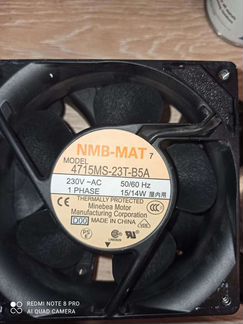 NMB-MAT 7
MODEL
4715MS-23T-B5A
230V ~AC 50/60 Hz
1 PHASE 15/14W 屋内用
THERMALLY PROTECTED
Minebea Motor
Manufacturing Corporation
MADE IN CHINA
REDMI NOTE 8 PRO
AI QUAD CAMERA